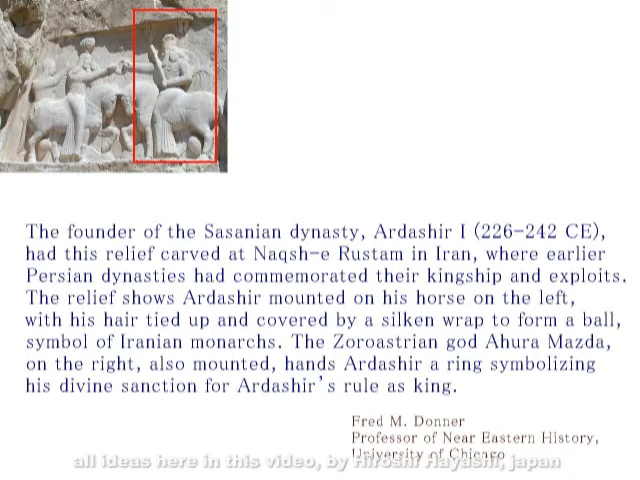 The founder of the Sasanian dynasty, Ardashir I (226-242 CE),
had this relief carved at Naqsh-e Rustam in Iran, where earlier
Persian dynasties had commemorated their kingship and exploits.
The relief shows Ardashir mounted on his horse on the left,
with his hair tied up and covered by a silken wrap to form a ball,
symbol of Iranian monarchs. The Zoroastrian god Ahura Mazda,
on the right, also mounted, hands Ardashir a ring symbolizing
his divine sanction for Ardashir's rule as king.
Fred M. Donner
Professor of Near Eastern History,
University of Chicago
all ideas here in this video, by Hiroshi Hayashi, japan